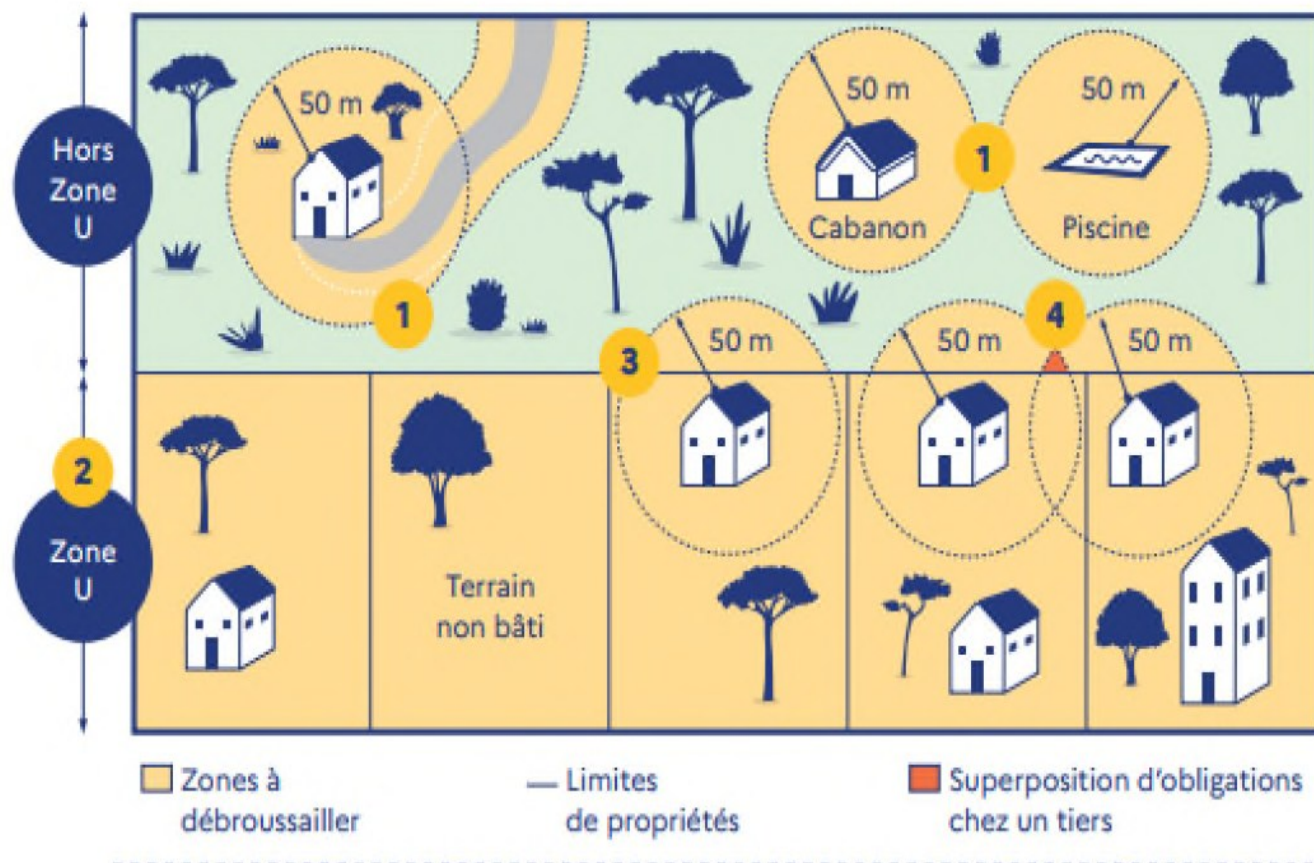 Hors
Zone
U
50 m
1
50 m
Cabanon
1
50 m
Piscine
3
50 m
50 m
4
50 m
2
Zone
U
Terrain
non bâti
Zones à
débroussailler
Limites
de propriétés
Superposition d'obligations
chez un tiers